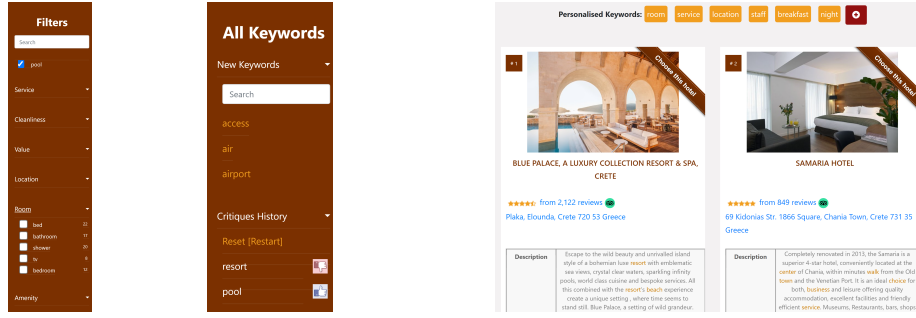 Filters
Search
pool
Service
Cleanliness
Value
Location
Room
bed 22
bathroom 17
shower 20
tv 8
bedroom 12
Amenity
All Keywords
New Keywords
Search
access
air
airport
Critiques History
Reset [Restart]
resort
pool
Personalised Keywords: room service location staff breakfast night
# 1
Choose this hotel
BLUE PALACE, A LUXURY COLLECTION RESORT & SPA,
CRETE
from 2,122 reviews
Plaka, Elounda, Crete 720 53 Greece
Description
Escape to the wild beauty and unrivalled island
style of a bohemian luxe resort with emblematic
sea views, crystal clear waters, sparkling infinity
pools, world class cuisine and bespoke services. All
this combined with the resort's beach experience
create a unique setting , where time seems to
stand still. Blue Palace, a setting of wild grandeur.
# 2
Choose this hotel
SAMARIA HOTEL
from 849 reviews
69 Kidonias Str. 1866 Square, Chania Town, Crete 731 35
Greece
Description
Completely renovated in 2013, the Samaria is a
superior 4-star hotel, conveniently located at the
center of Chania, within minutes walk from the Old
town and the Venetian Port. It is an ideal choice for
both, business and leisure offering quality
accommodation, excellent facilities and friendly
efficient service. Museums, Restaurants, bars, shops